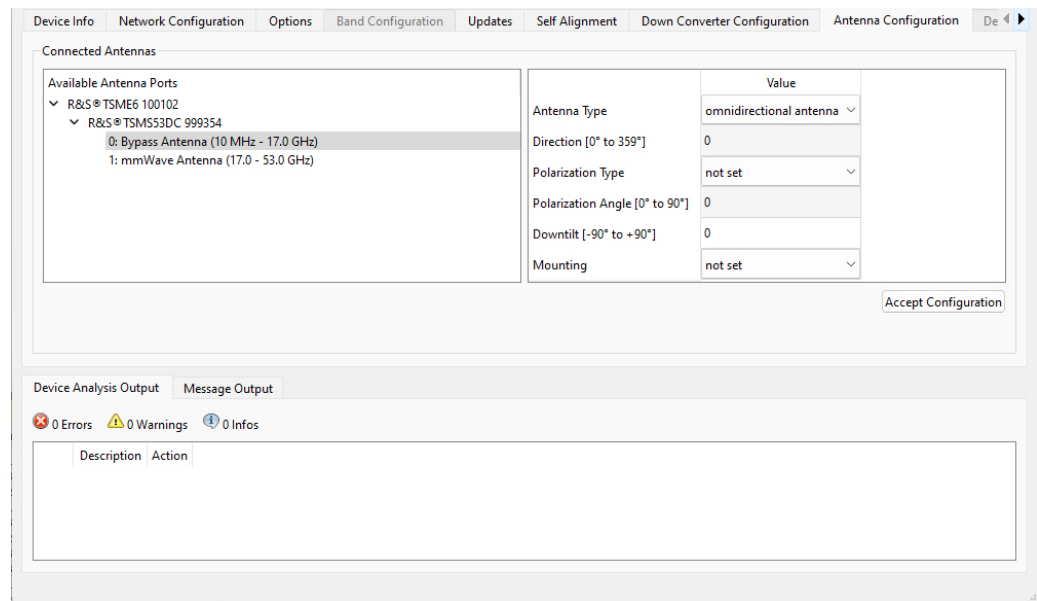 Device Info Network Configuration Options Band Configuration Updates Self Alignment Down Converter Configuration Antenna Configuration De
Connected Antennas
Available Antenna Ports
R&S®TSME6 100102
R&S®TSMS53DC 999354
0: Bypass Antenna (10 MHz - 17.0 GHz)
1: mmWave Antenna (17.0 - 53.0 GHz)
Value
Antenna Type omnidirectional antenna
Direction [0° to 359°] 0
Polarization Type not set
Polarization Angle [0° to 90°] 0
Downtilt [-90° to +90°] 0
Mounting not set
Accept Configuration
Device Analysis Output Message Output
0 Errors 0 Warnings 0 Infos
Description Action